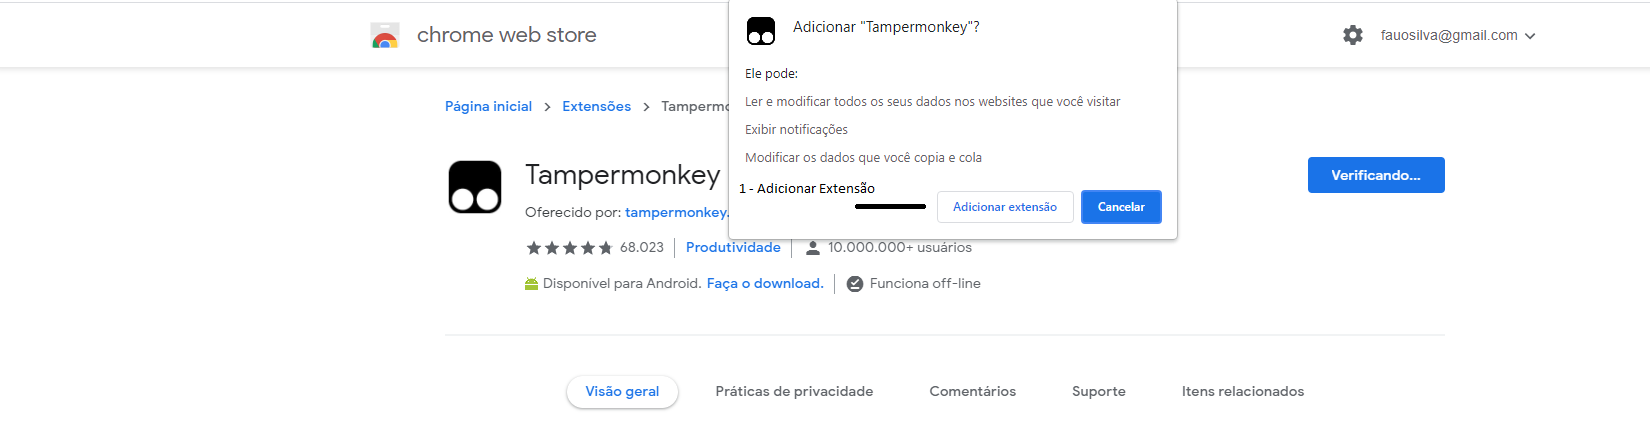 Adicionar "Tampermonkey"?
chrome web store
fauosilva@gmail.com
Ele pode:
Ler e modificar todos os seus dados nos websites que você visitar
Página inicial > Extensões > Tamperm
Exibir notificações
Modificar os dados que você copia e cola
Tampermonkey
Verificando...
1 - Adicionar Extensão
Adicionar extensão Cancelar
Oferecido por: tampermonkey.
68.023 | Produtividade | 10.000.000+ usuários
Disponível para Android. Faça o download. | Funciona off-line
Visão geral Práticas de privacidade Comentários Suporte Itens relacionados